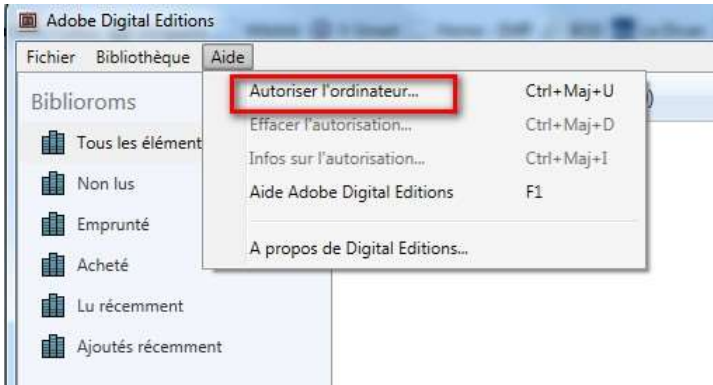 Adobe Digital Editions
Fichier Bibliothèque Aide
Autoriser l'ordinateur... Ctrl+Maj+U
Effacer l'autorisation... Ctrl+Maj+D
Infos sur l'autorisation... Ctrl+Maj+I
Aide Adobe Digital Editions F1
A propos de Digital Editions...
Biblioroms
Tous les élément
Non lus
Emprunté
Acheté
Lu récemment
Ajoutés récemment